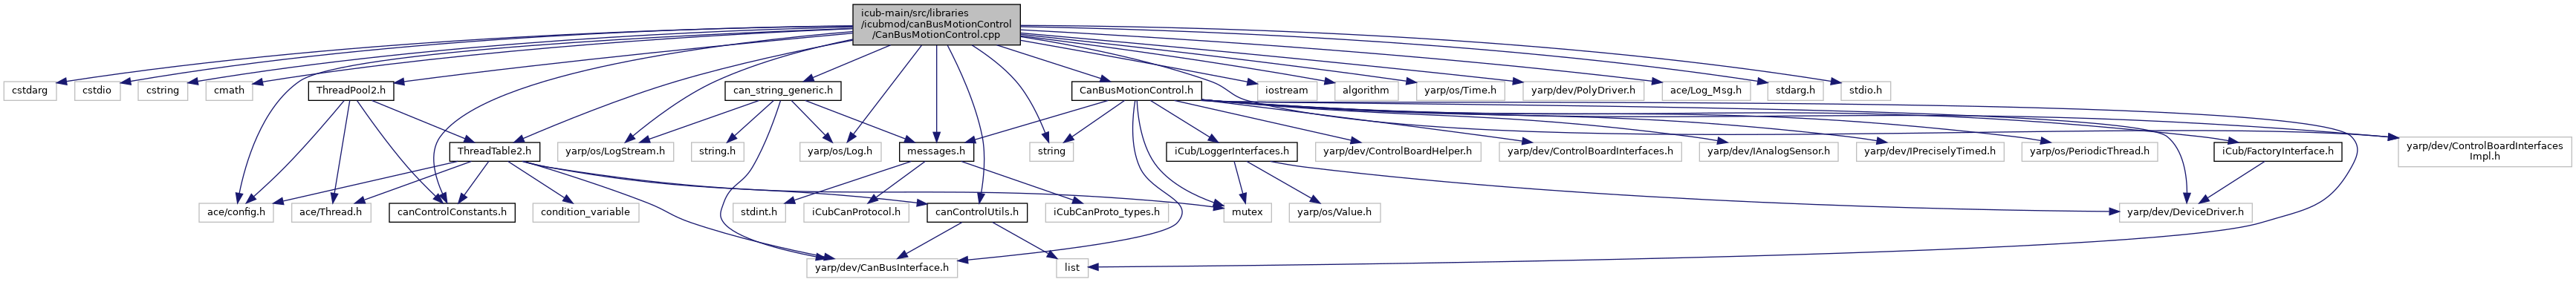 icub-main/src/libraries
/icubmod/canBusMotionControl
/CanBusMotionControl.cpp
cstdarg
cstdio
cstring
cmath
ThreadPool2.h
can_string_generic.h
CanBusMotionControl.h
iostream
algorithm
yarp/os/Time.h
yarp/dev/PolyDriver.h
ace/Log_Msg.h
stdarg.h
stdio.h
ThreadTable2.h
yarp/os/LogStream.h
string.h
yarp/os/Log.h
messages.h
string
iCub/LoggerInterfaces.h
yarp/dev/ControlBoardHelper.h
yarp/dev/ControlBoardInterfaces.h
yarp/dev/IAnalogSensor.h
yarp/dev/IPreciselyTimed.h
yarp/os/PeriodicThread.h
iCub/FactoryInterface.h
yarp/dev/ControlBoardInterfaces
Impl.h
ace/config.h
ace/Thread.h
canControlConstants.h
condition_variable
stdint.h
iCubCanProtocol.h
canControlUtils.h
iCubCanProto_types.h
mutex
yarp/os/Value.h
yarp/dev/DeviceDriver.h
yarp/dev/CanBusInterface.h
list